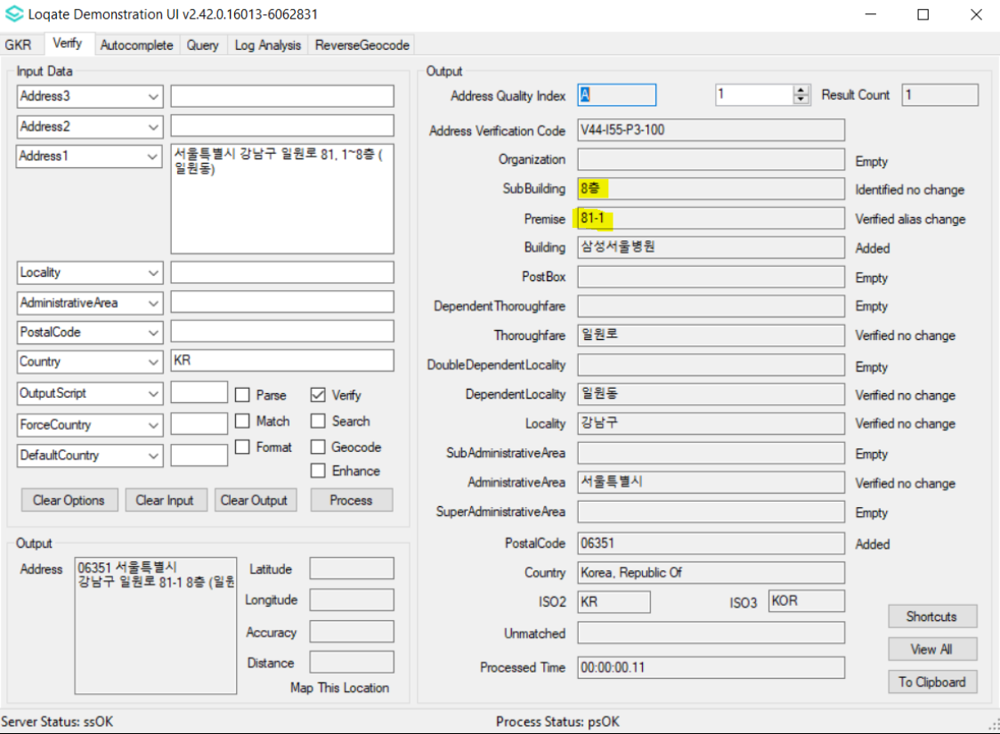 Loqate Demonstration UI v2.42.0.16013-6062831
GKR Verify Autocomplete Query Log Analysis ReverseGeocode
Input Data
Address3
Address2
Address1 서울특별시 강남구 일원로 81, 1~8층 (
일원동)
Locality
AdministrativeArea
PostalCode
Country KR
OutputScript Parse Verify
ForceCountry Match Search
DefaultCountry Format Geocode
Enhance
Clear Options Clear Input Clear Output Process
Output
Address 06351 서울특별시
강남구 일원로 81-1 8층 (일원
Latitude
Longitude
Accuracy
Distance
Map This Location
Output
Address Quality Index A 1 Result Count 1
Address Verification Code V44-I55-P3-100
Organization Empty
SubBuilding 8층 Identified no change
Premise 81-1 Verified alias change
Building 삼성서울병원 Added
PostBox Empty
DependentThoroughfare Empty
Thoroughfare 일원로 Verified no change
DoubleDependentLocality Empty
DependentLocality 일원동 Verified no change
Locality 강남구 Verified no change
SubAdministrativeArea Empty
AdministrativeArea 서울특별시 Verified no change
SuperAdministrativeArea Empty
PostalCode 06351 Added
Country Korea, Republic Of
ISO2 KR ISO3 KOR
Unmatched
Processed Time 00:00:00.11
Shortcuts
View All
To Clipboard
Server Status: ssOK Process Status: psOK